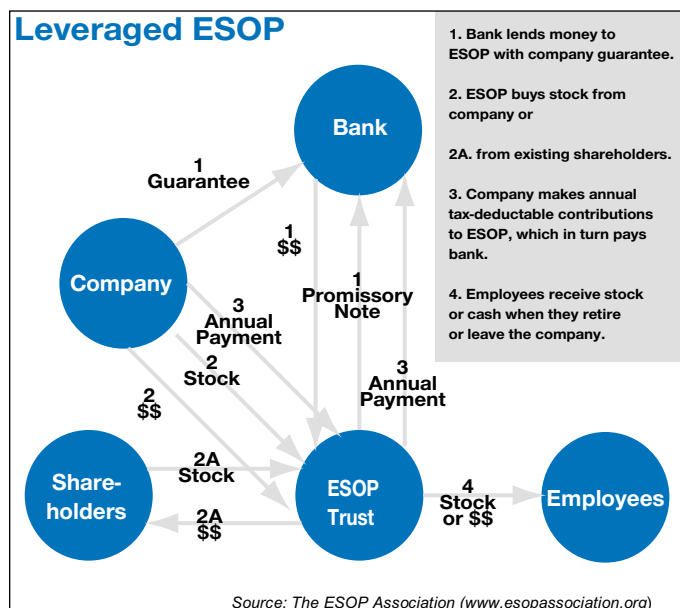 Leveraged ESOP
1. Bank lends money to
ESOP with company guarantee.
2. ESOP buys stock from
company or
2A. from existing shareholders.
3. Company makes annual
tax-deductable contributions
to ESOP, which in turn pays
bank.
4. Employees receive stock
or cash when they retire
or leave the company.
Bank
1
Guarantee
Company
1
$$
1
Promissory
Note
3
Annual
Payment
2
Stock
2
$$
3
Annual
Payment
Share-
holders
2A
Stock
2A
$$
ESOP
Trust
4
Stock
or $$
Employees
Source: The ESOP Association (www.esopassociation.org)